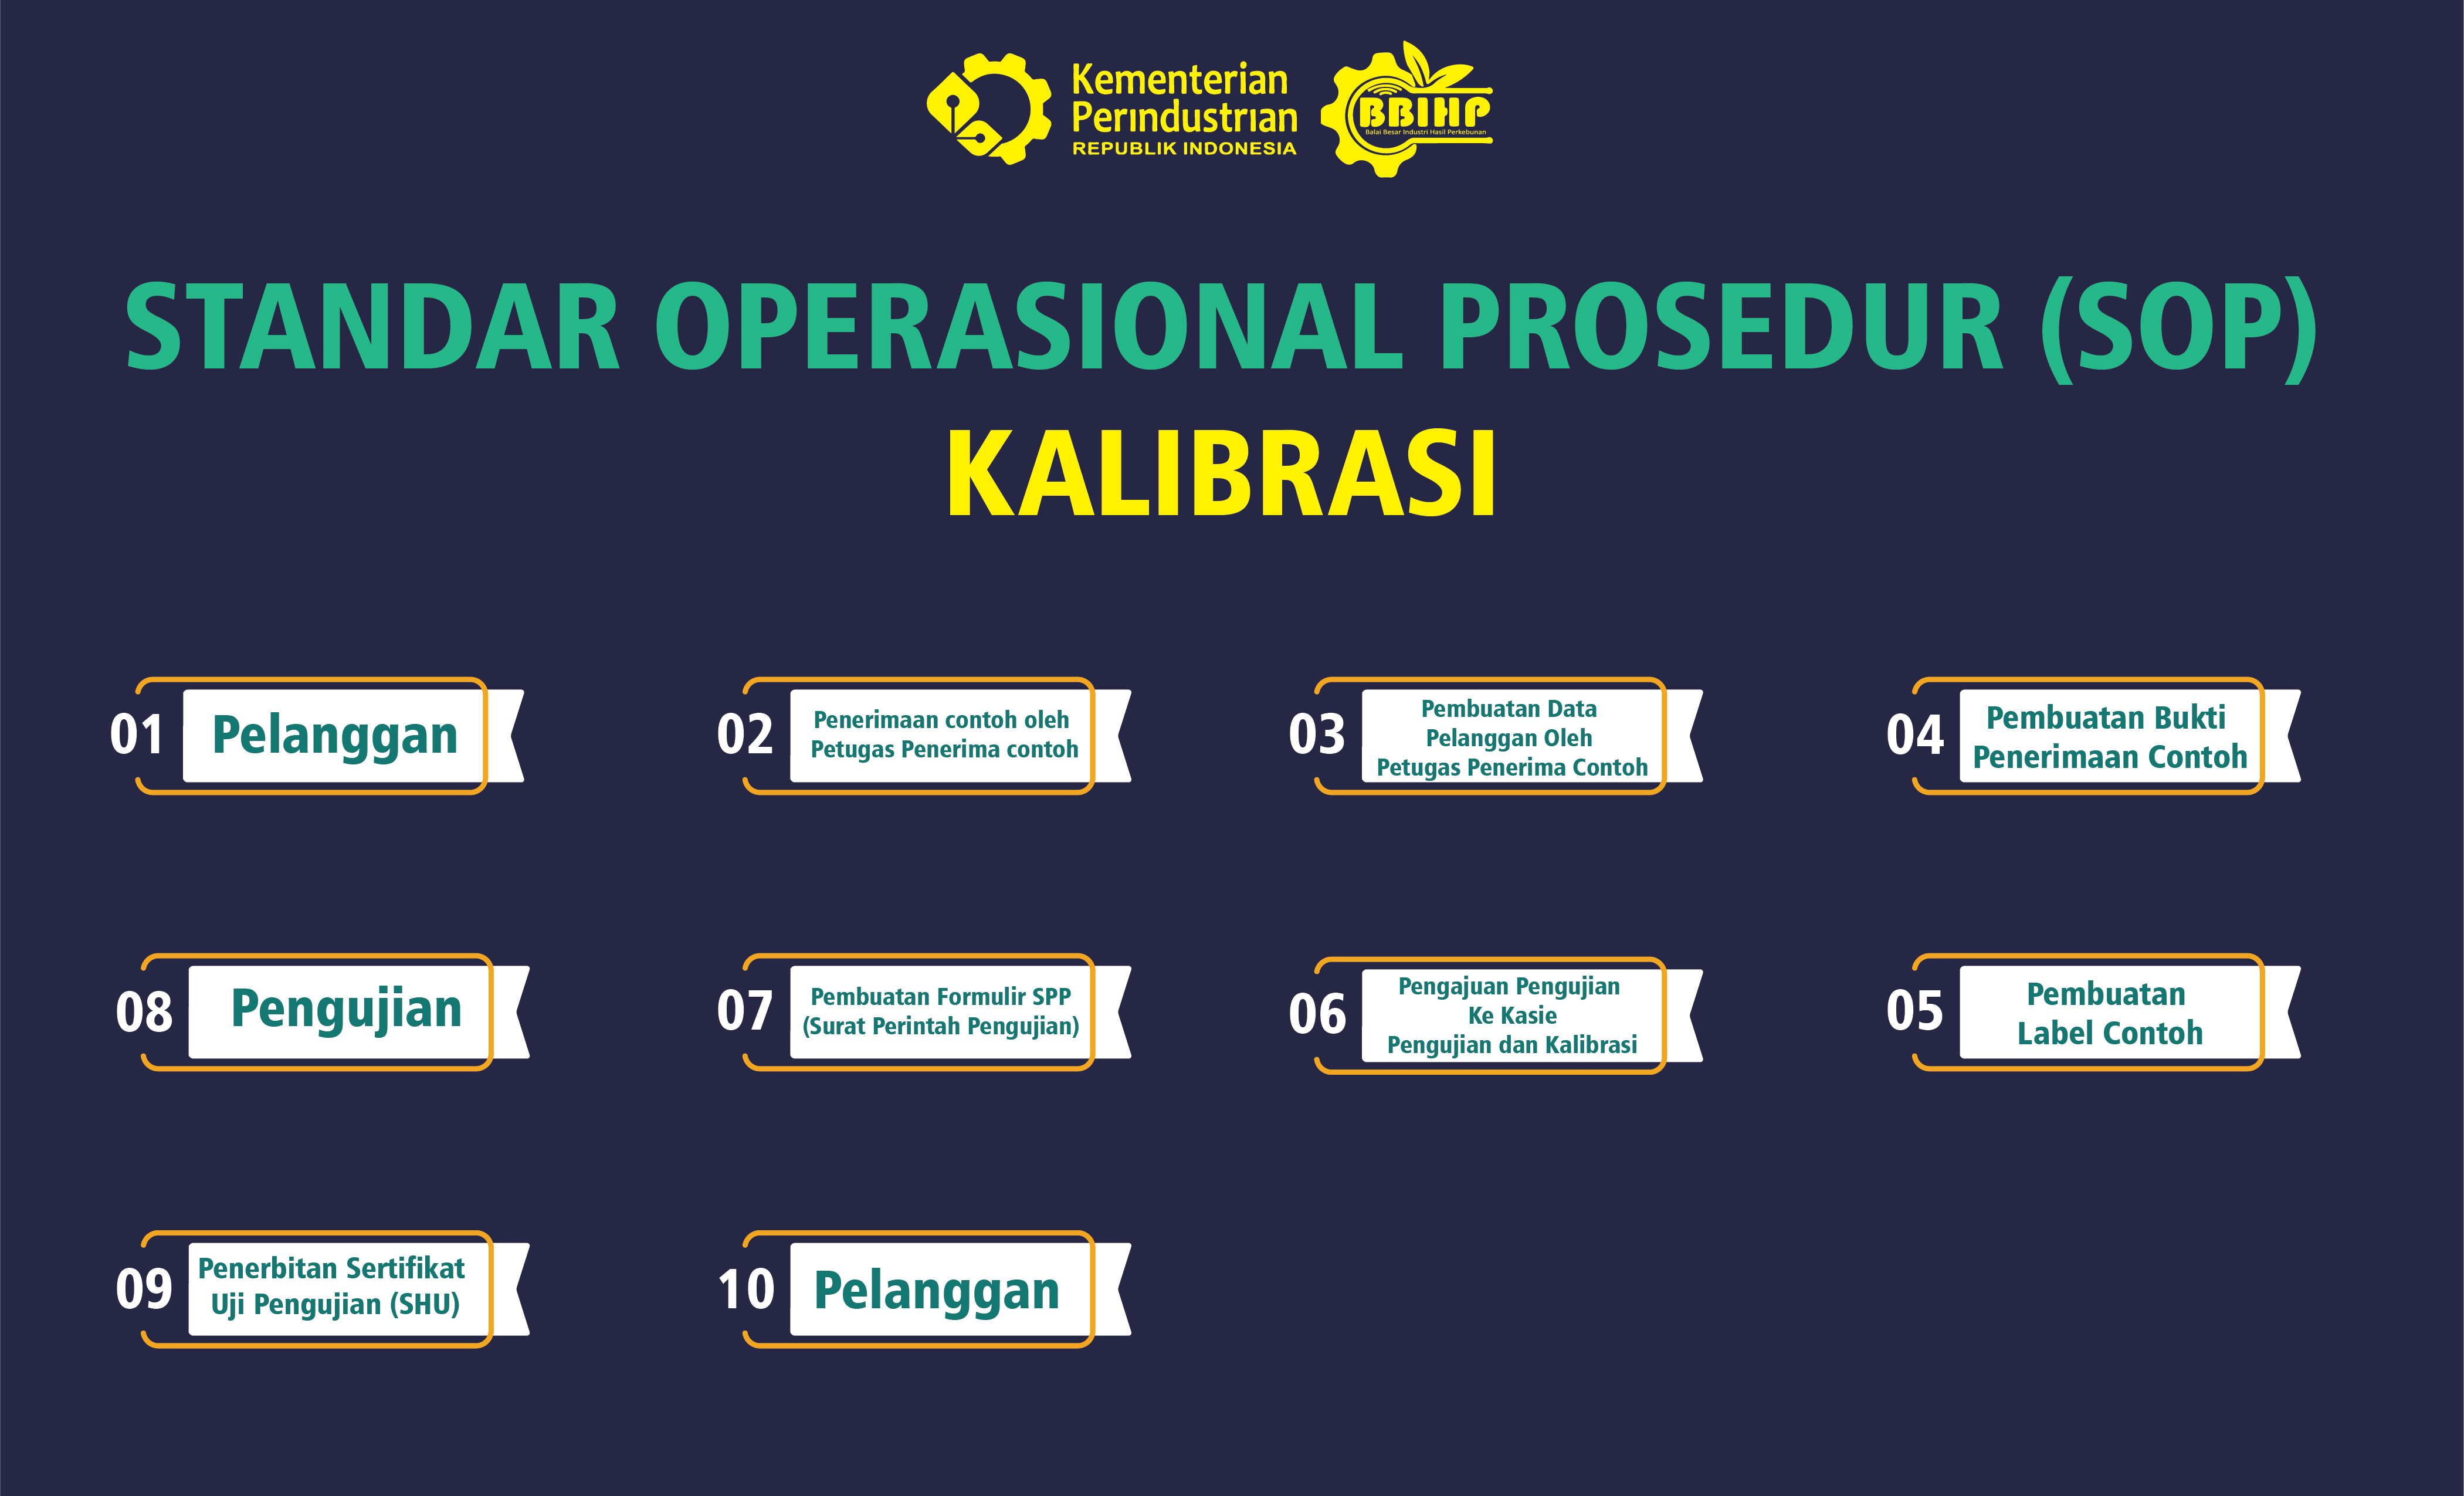 Kementerian
Perindustrian
REPUBLIK INDONESIA
BBIHP
Balai Besar Industri Hasil Perkebunan
STANDAR OPERASIONAL PROSEDUR (SOP)
KALIBRASI
01
Pelanggan
02
Penerimaan contoh oleh
Petugas Penerima contoh
03
Pembuatan Data
Pelanggan Oleh
Petugas Penerima Contoh
04
Pembuatan Bukti
Penerimaan Contoh
05
Pembuatan
Label Contoh
06
Pengajuan Pengujian
Ke Kasie
Pengujian dan Kalibrasi
07
Pembuatan Formulir SPP
(Surat Perintah Pengujian)
08
Pengujian
09
Penerbitan Sertifikat
Uji Pengujian (SHU)
10
Pelanggan